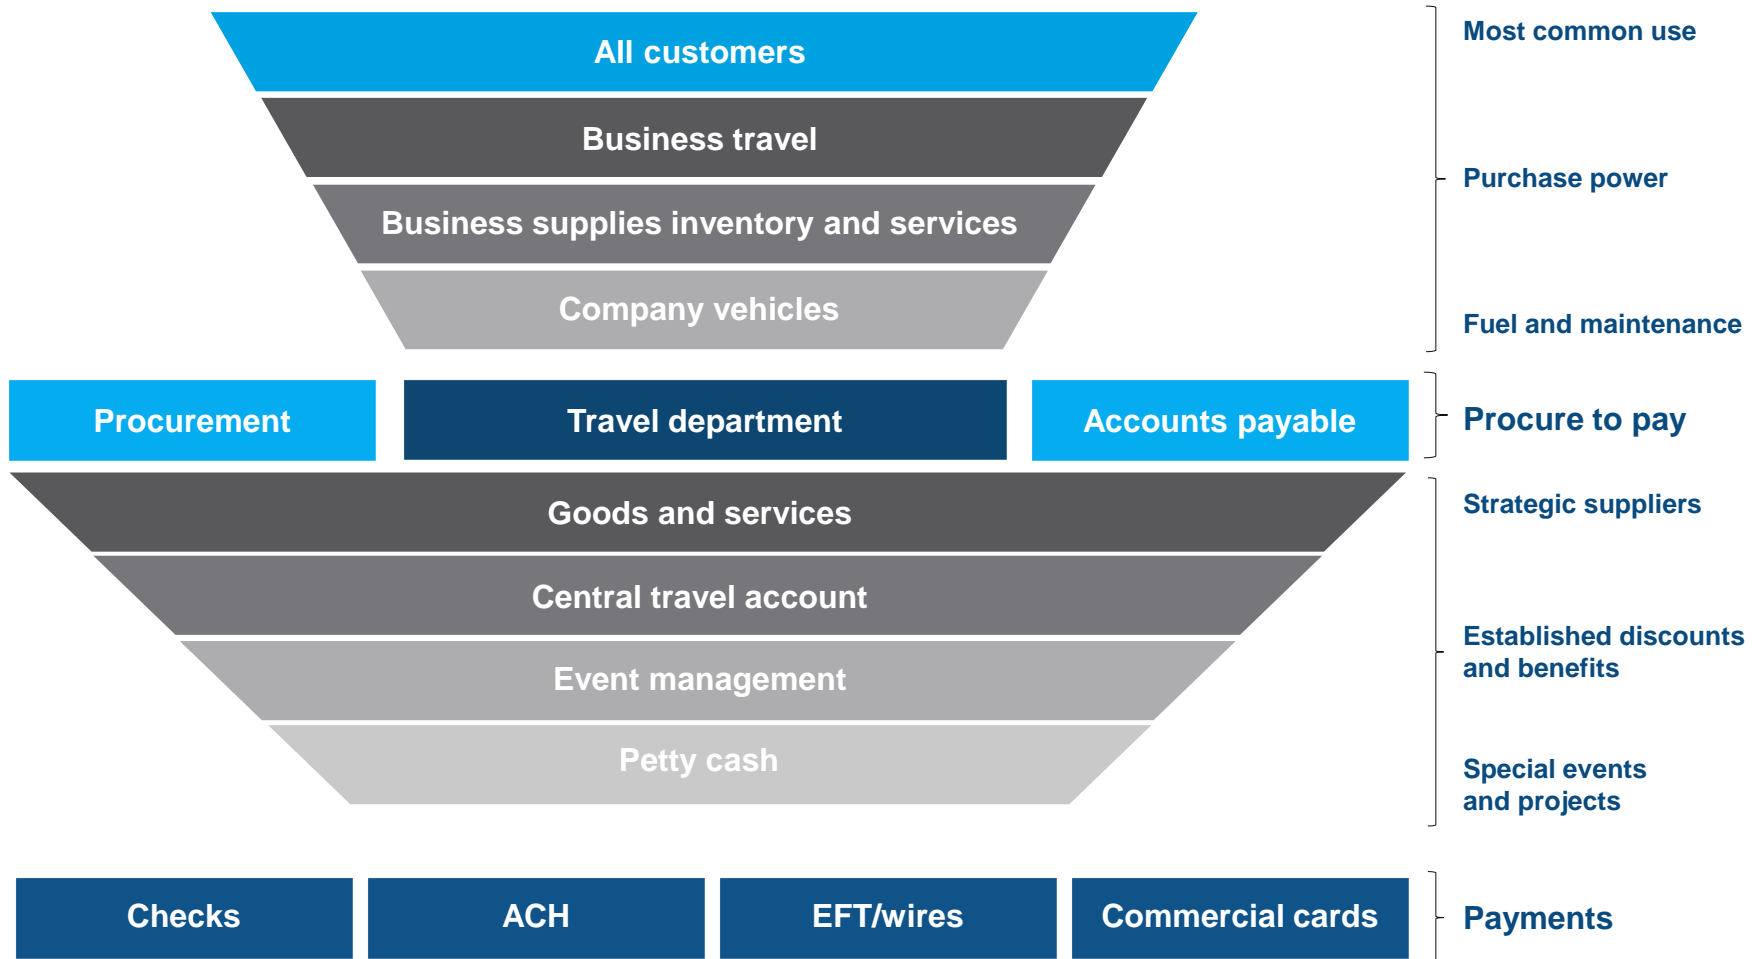 All customers
Most common use
Business travel
Purchase power
Business supplies inventory and services
Company vehicles
Fuel and maintenance
Procurement
Travel department
Accounts payable
Procure to pay
Goods and services
Strategic suppliers
Central travel account
Established discounts
and benefits
Event management
Petty cash
Special events
and projects
Checks
ACH
EFT/wires
Commercial cards
Payments